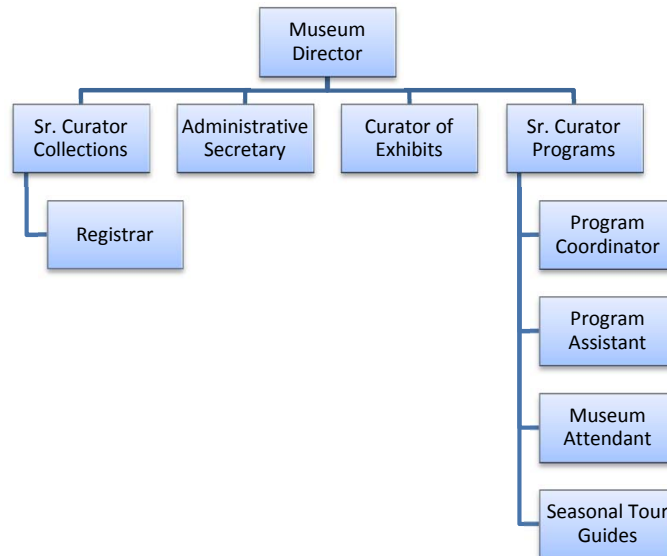 Museum
Director
Sr. Curator
Collections
Administrative
Secretary
Curator of
Exhibits
Sr. Curator
Programs
Registrar
Program
Coordinator
Program
Assistant
Museum
Attendant
Seasonal Tour
Guides